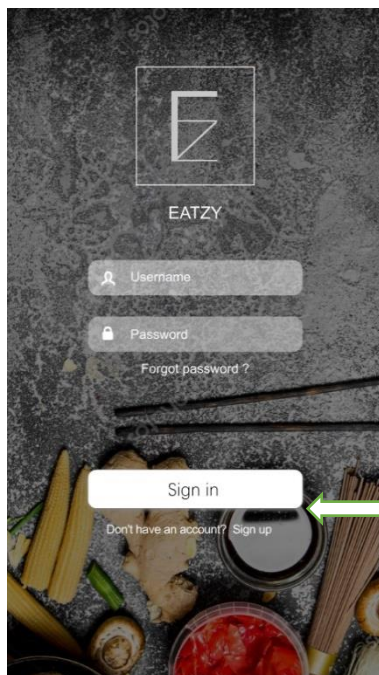 EATZY
Username
Password
Forgot password ?
Sign in
Don't have an account? Sign up